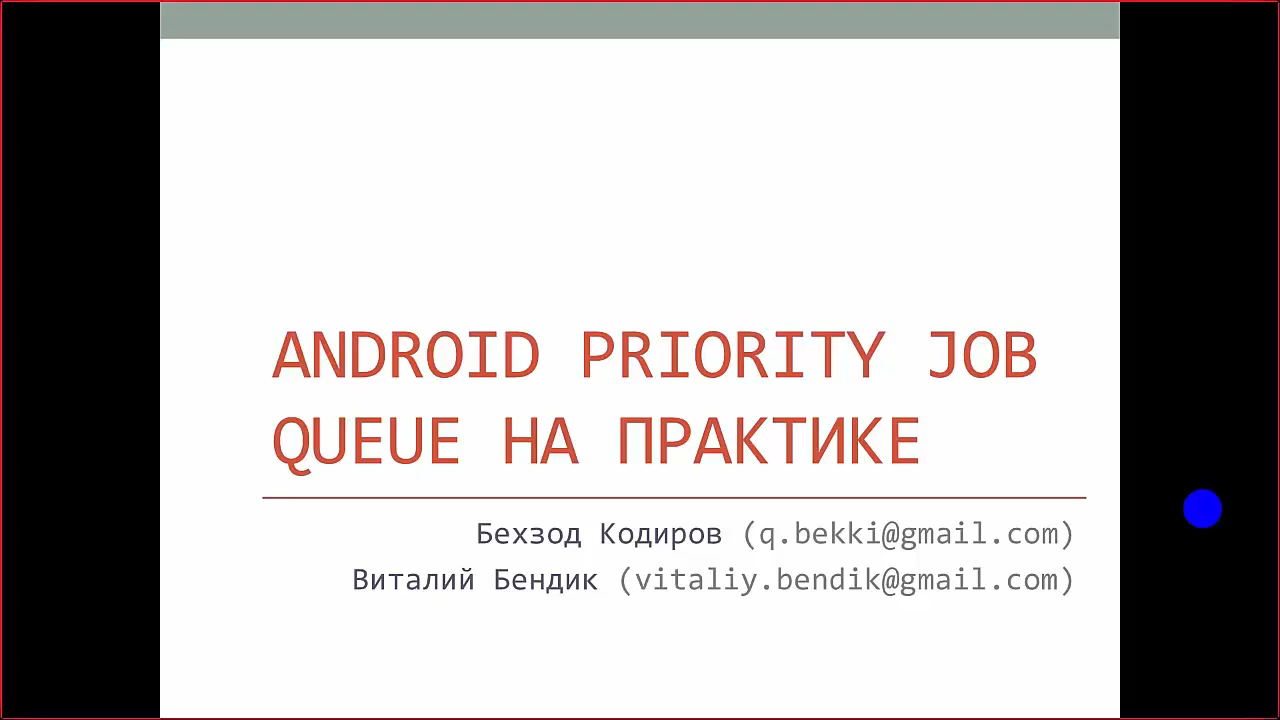 ANDROID PRIORITY JOB
QUEUE НА ПРАКТИКЕ
Бехзод Кодиров (q.bekki@gmail.com)
Виталий Бендик (vitaliy.bendik@gmail.com)